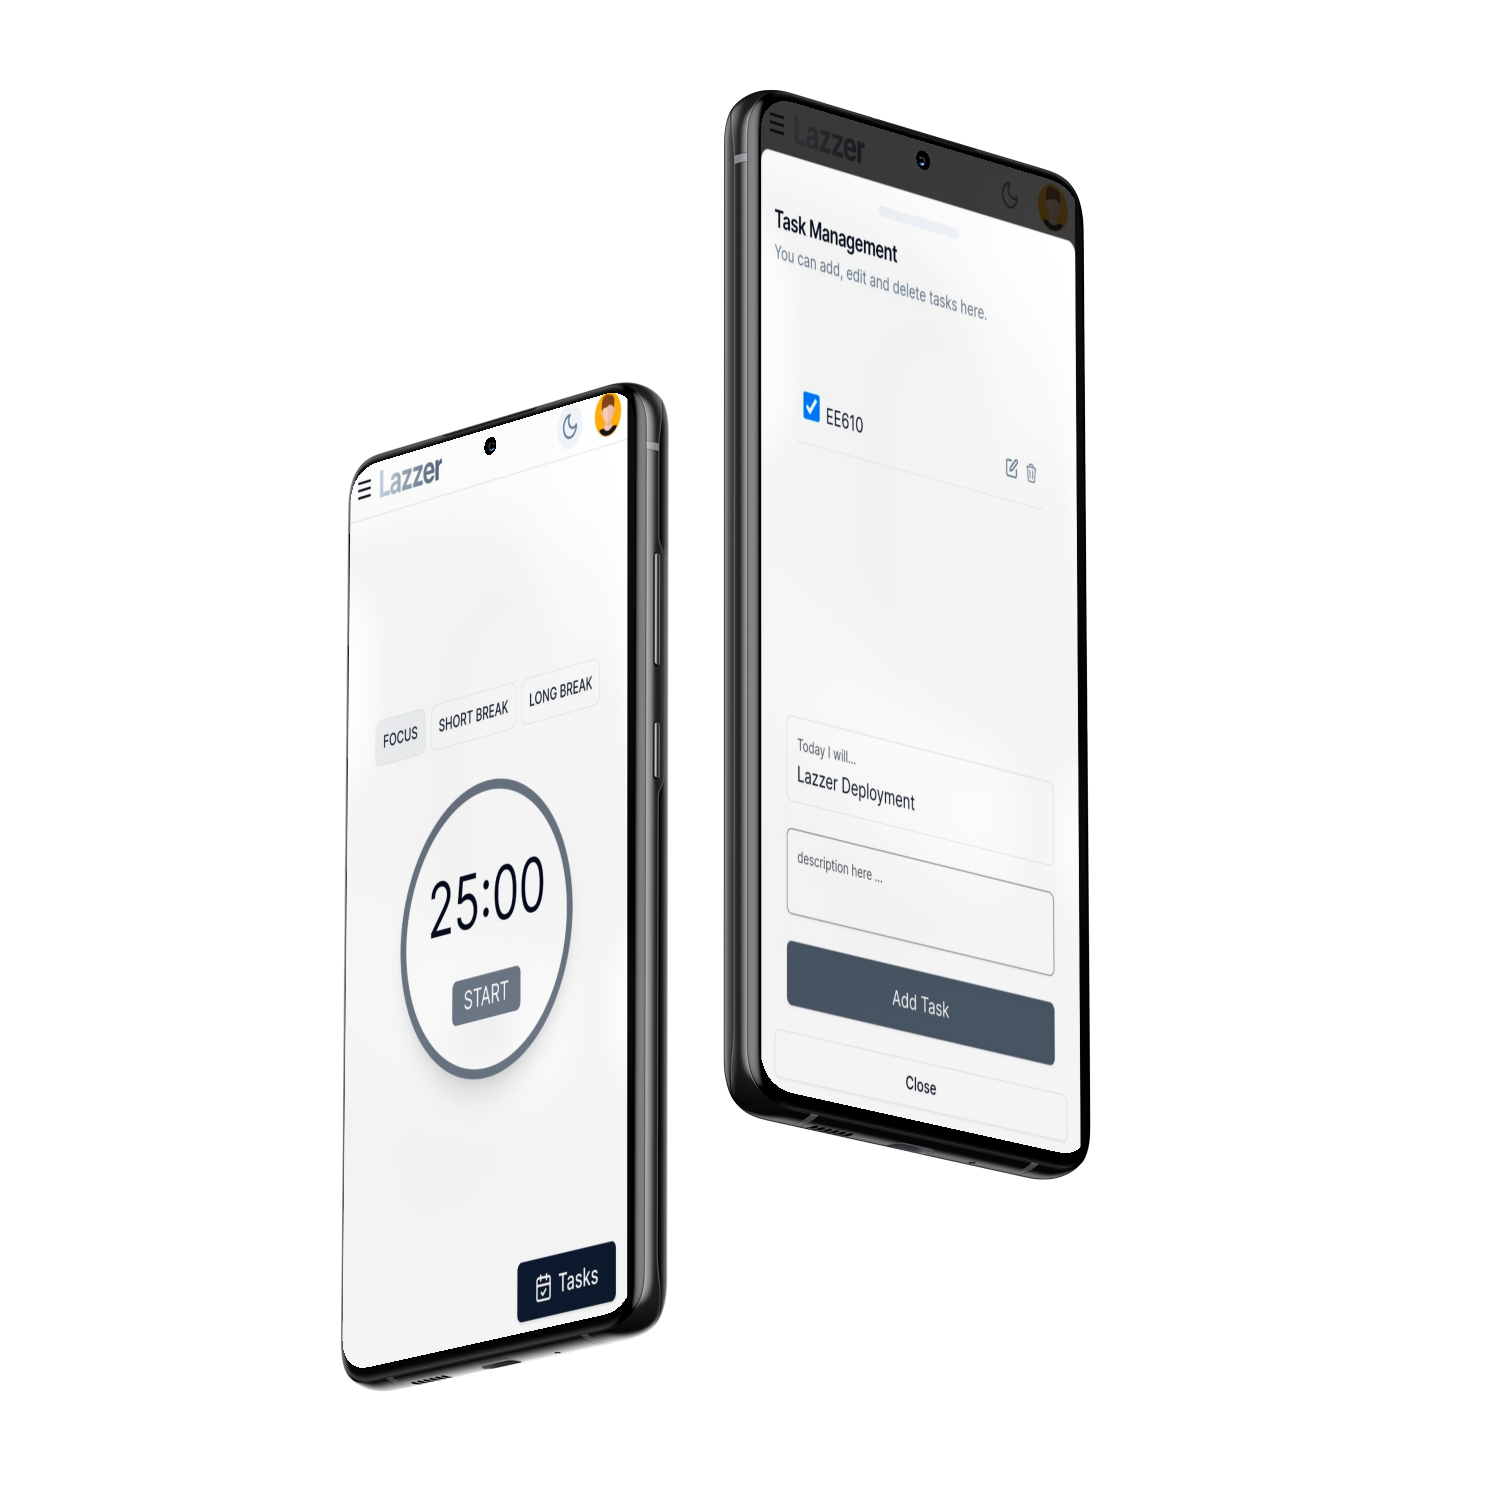 Lazzer
FOCUS
SHORT BREAK
LONG BREAK
25:00
START
Tasks
Lazzer
Task Management
You can add, edit and delete tasks here.
EE610
Today I will...
Lazzer Deployment
description here ...
Add Task
Close